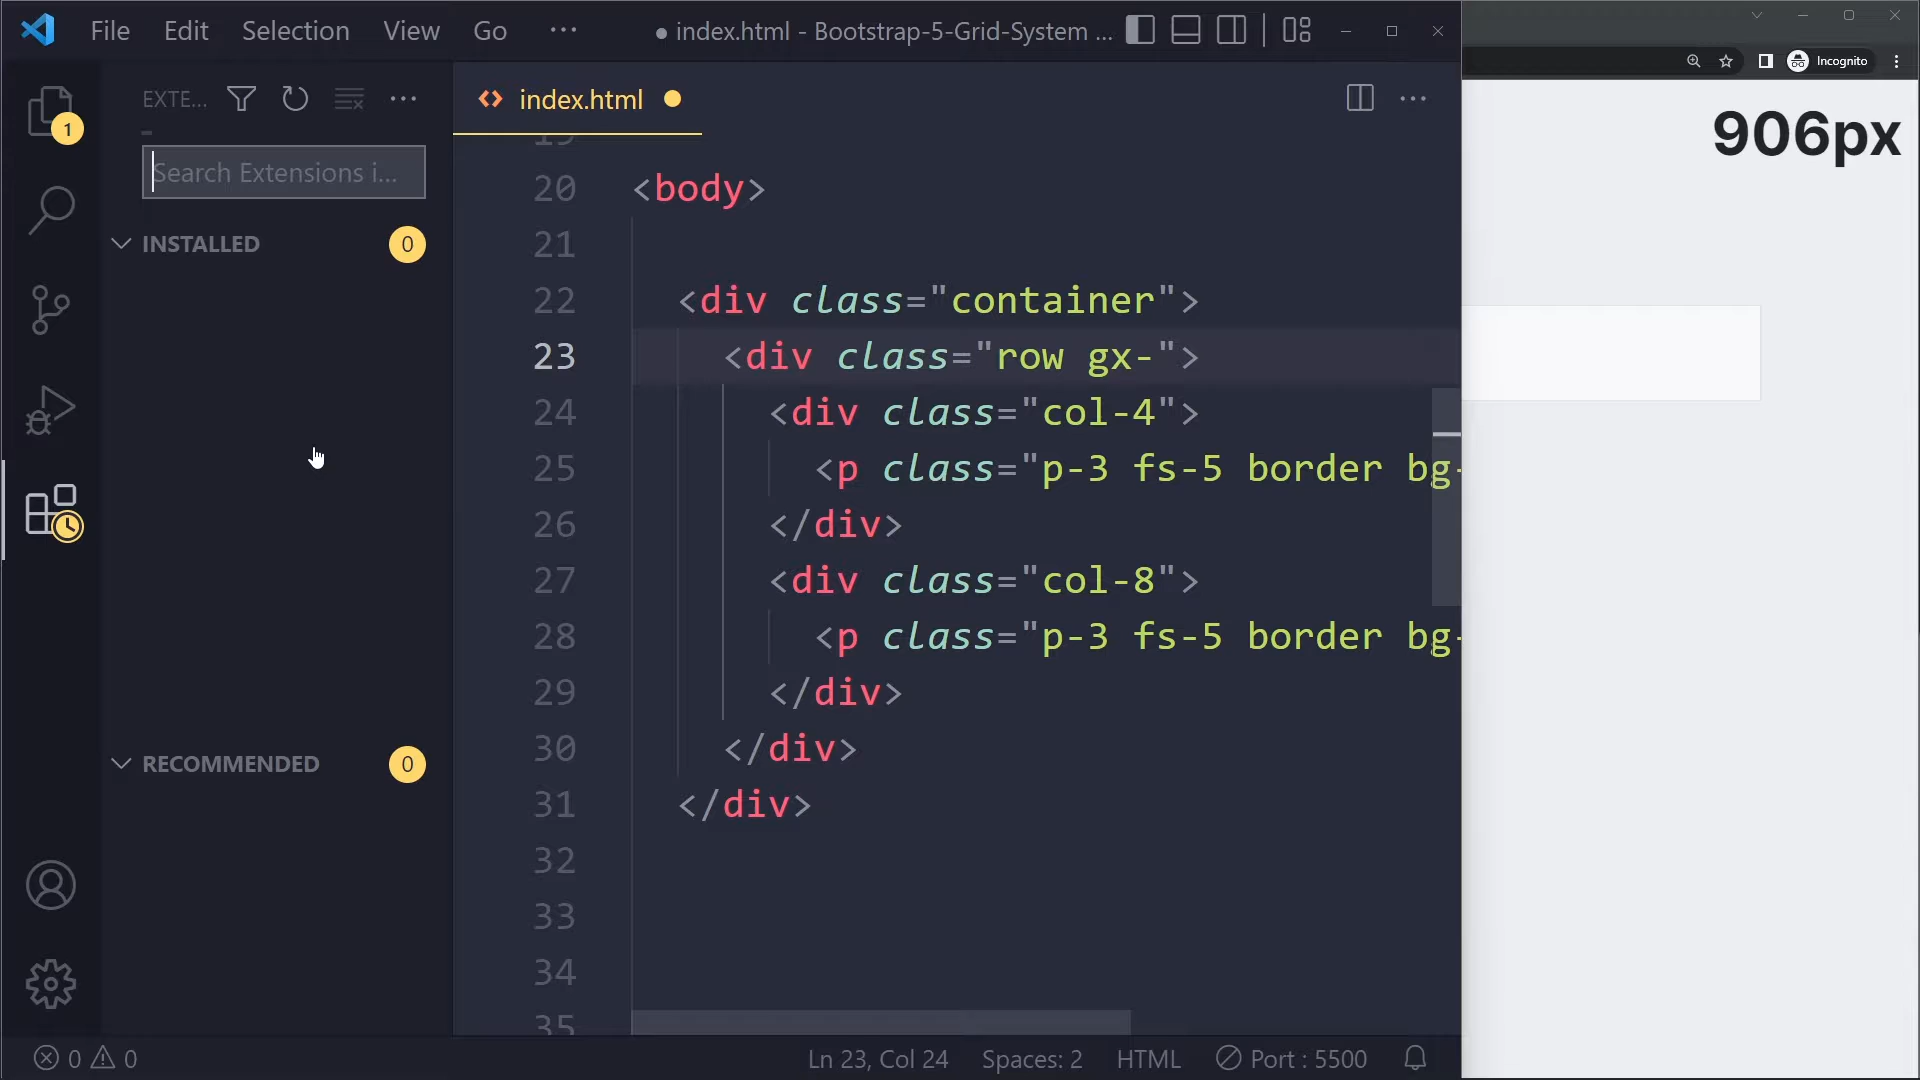 File Edit Selection View Go ··· ● index.html - Bootstrap-5-Grid-System ...
Incognito
EXTE...
index.html
906px
Search Extensions i...
INSTALLED 0
RECOMMENDED 0
1
19
20 <body>
21
22 <div class="container">
23 <div class="row gx-">
24 <div class="col-4">
25 <p class="p-3 fs-5 border bg-
26 </div>
27 <div class="col-8">
28 <p class="p-3 fs-5 border bg-
29 </div>
30 </div>
31 </div>
32
33
34
35
0 0 Ln 23, Col 24 Spaces: 2 HTML Port : 5500